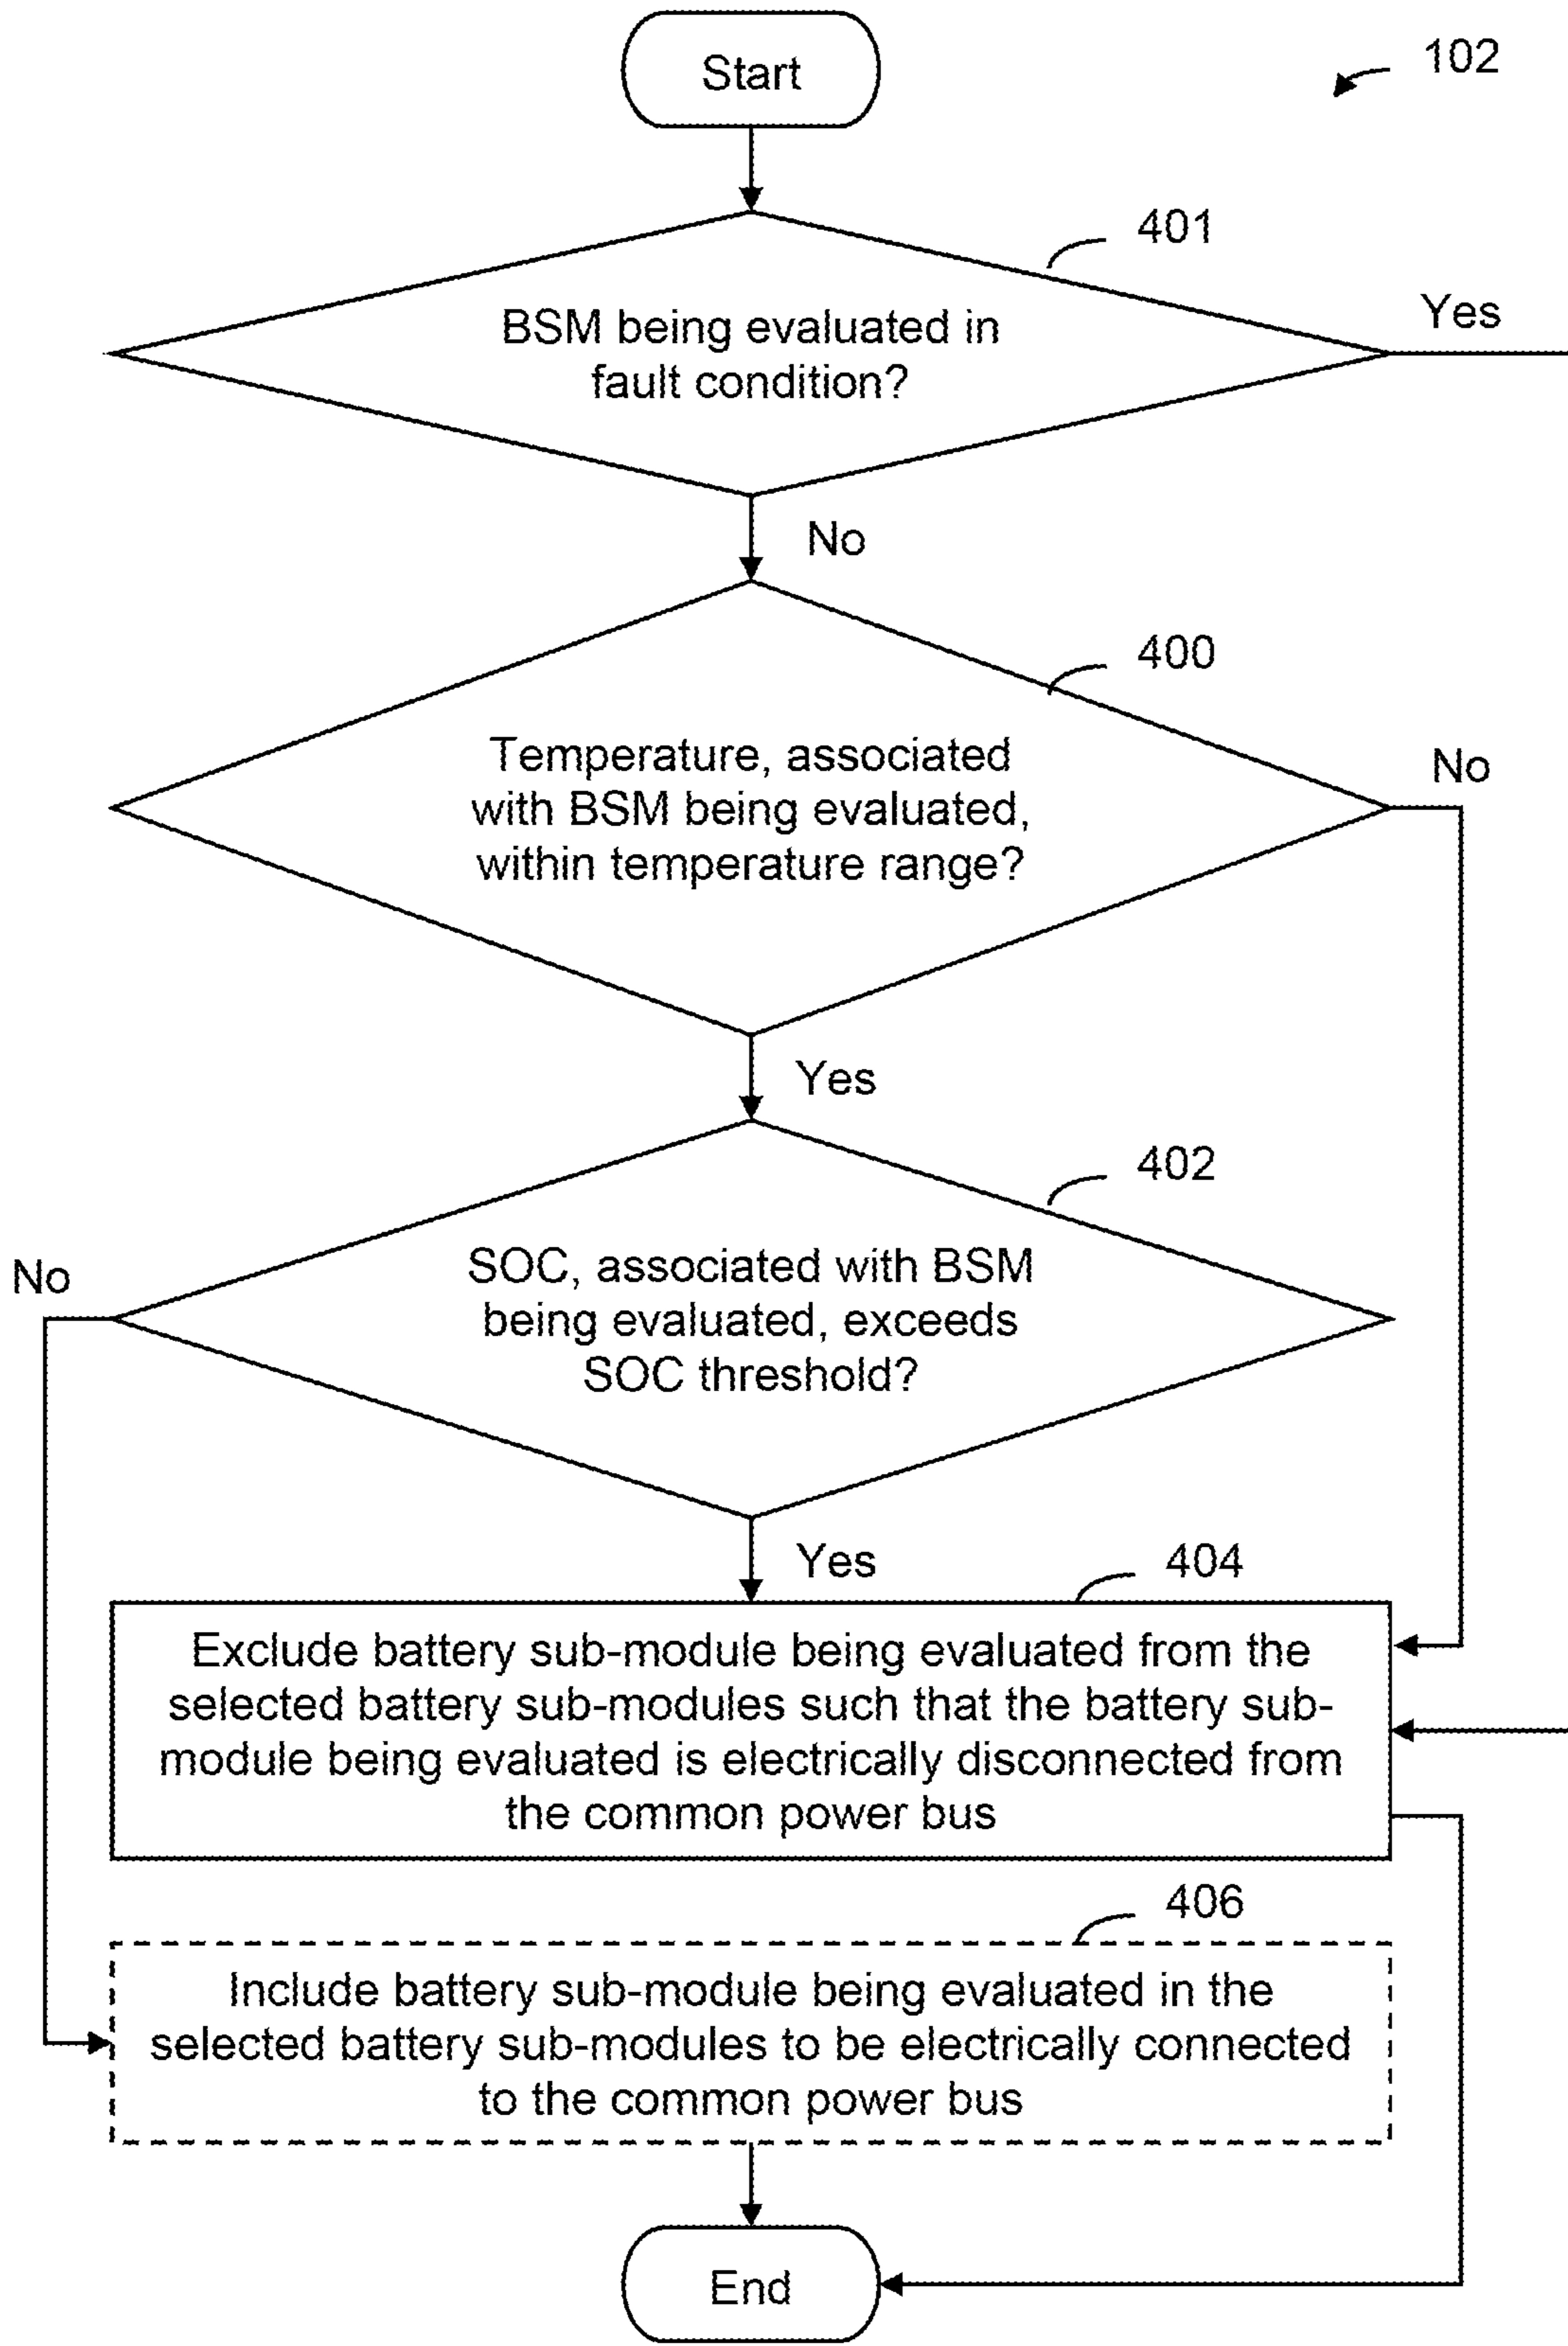 Start
102
401
BSM being evaluated in
fault condition?
Yes
No
400
Temperature, associated
with BSM being evaluated,
within temperature range?
No
Yes
402
SOC, associated with BSM
being evaluated, exceeds
SOC threshold?
No
Yes
404
Exclude battery sub-module being evaluated from the
selected battery sub-modules such that the battery sub-
module being evaluated is electrically disconnected from
the common power bus
406
Include battery sub-module being evaluated in the
selected battery sub-modules to be electrically connected
to the common power bus
End